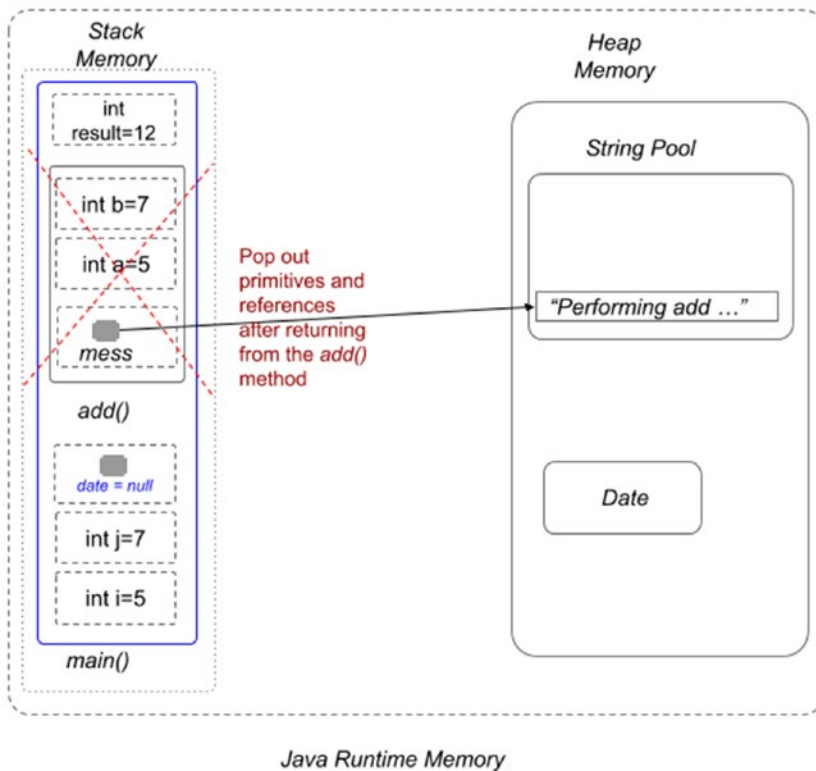 Stack
Memory
int
result=12
int b=7
int a=5
mess
add()
date = null
int j=7
int i=5
main()
Pop out
primitives and
references
after returning
from the add()
method
Heap
Memory
String Pool
“Performing add …”
Date
Java Runtime Memory